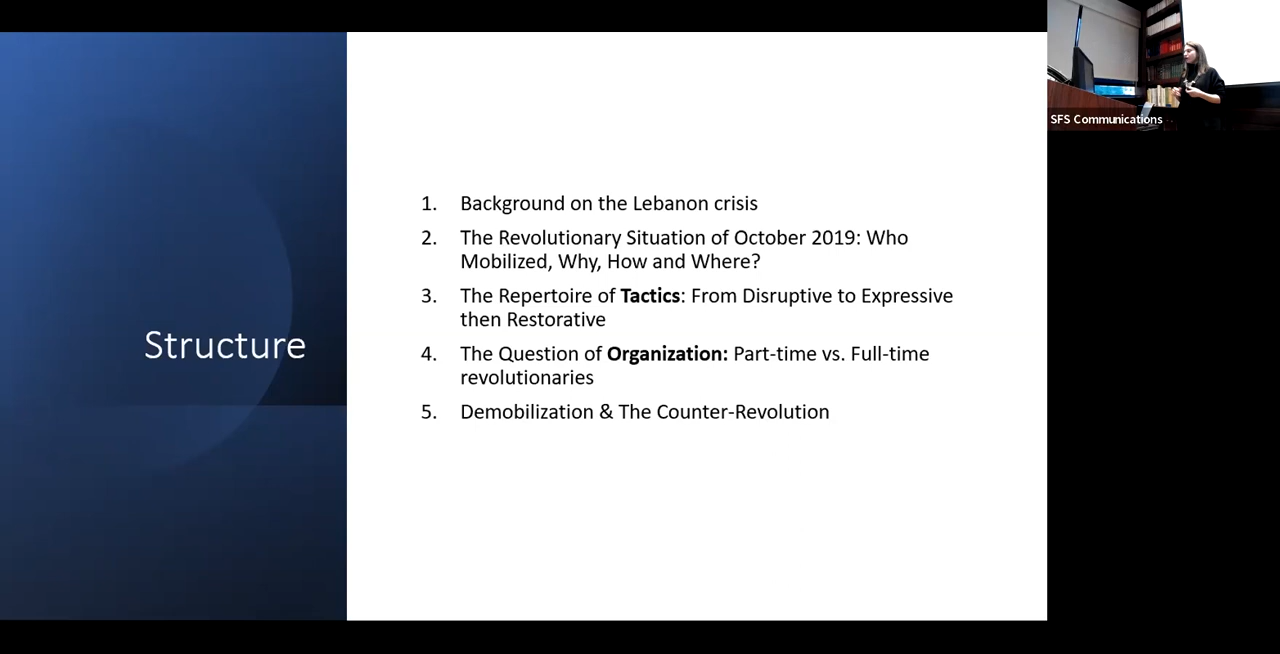 Structure
1. Background on the Lebanon crisis
2. The Revolutionary Situation of October 2019: Who
Mobilized, Why, How and Where?
3. The Repertoire of Tactics: From Disruptive to Expressive
then Restorative
4. The Question of Organization: Part-time vs. Full-time
revolutionaries
5. Demobilization & The Counter-Revolution
SFS Communications